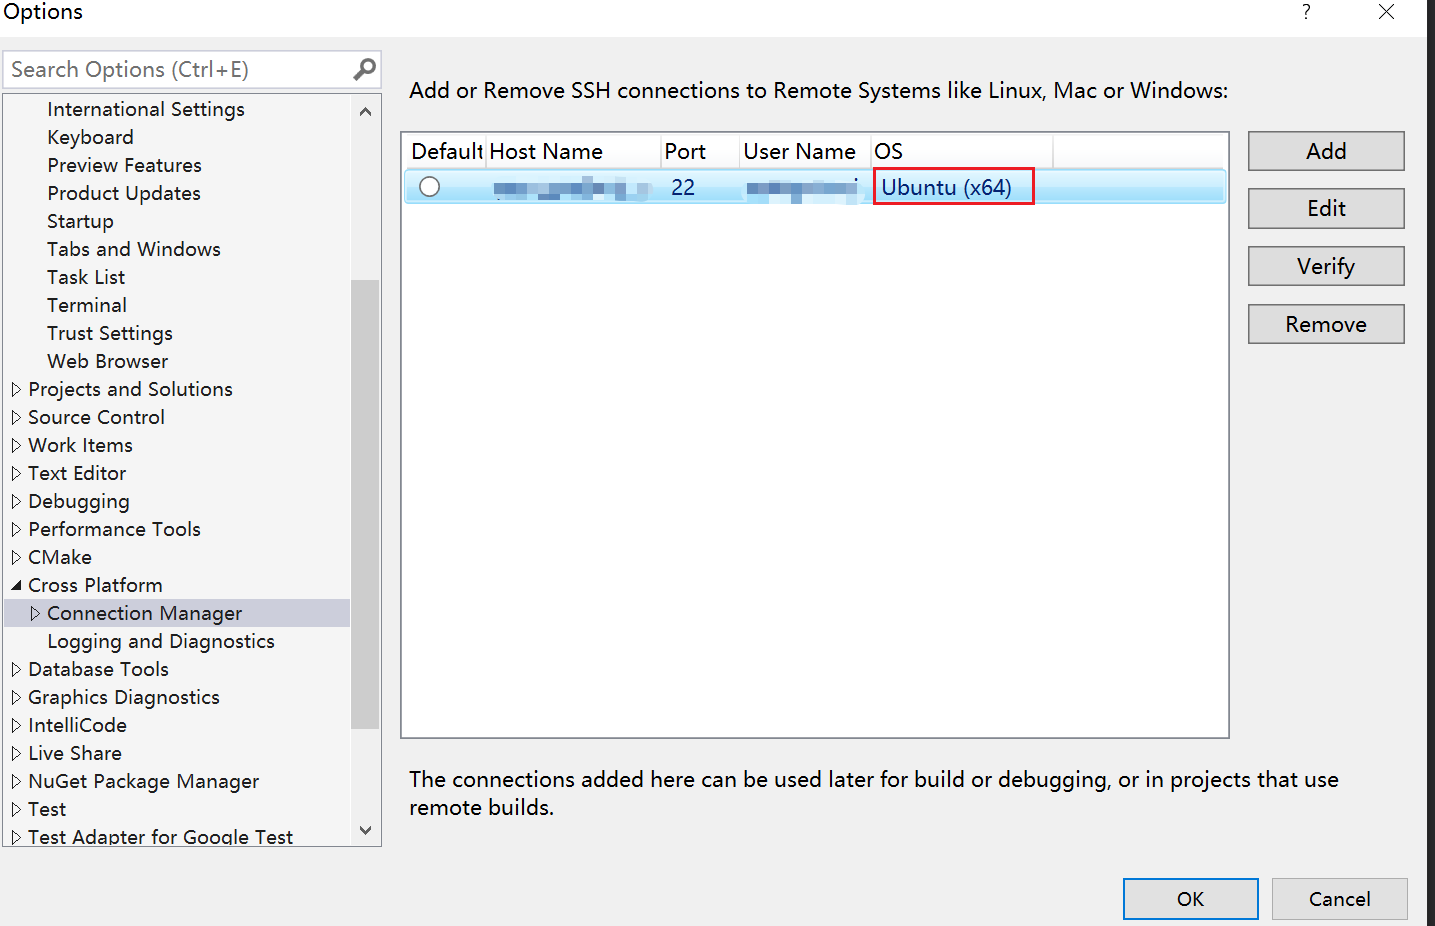 Options
?
Search Options (Ctrl+E)
International Settings
Keyboard
Preview Features
Product Updates
Startup
Tabs and Windows
Task List
Terminal
Trust Settings
Web Browser
Projects and Solutions
Source Control
Work Items
Text Editor
Debugging
Performance Tools
CMake
Cross Platform
Connection Manager
Logging and Diagnostics
Database Tools
Graphics Diagnostics
IntelliCode
Live Share
NuGet Package Manager
Test
Test Adapter for Google Test
Add or Remove SSH connections to Remote Systems like Linux, Mac or Windows:
Default Host Name Port User Name OS
22 Ubuntu (x64)
Add
Edit
Verify
Remove
The connections added here can be used later for build or debugging, or in projects that use
remote builds.
OK Cancel